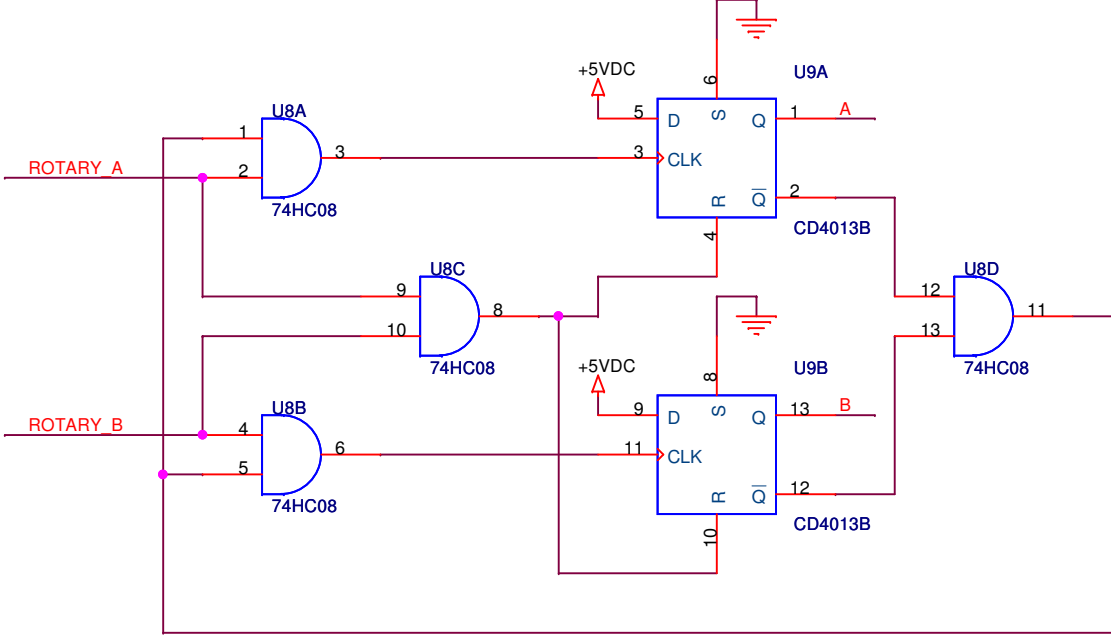 +5VDC
6
U9A
U8A
5
D
S
Q
1
A
1
3
3
CLK
ROTARY_A
2
R
Q
2
74HC08
4
CD4013B
U8C
U8D
9
8
12
11
10
13
74HC08
+5VDC
8
U9B
74HC08
U8B
9
D
S
Q
13
B
ROTARY_B
4
6
11
CLK
5
R
Q
12
74HC08
10
CD4013B